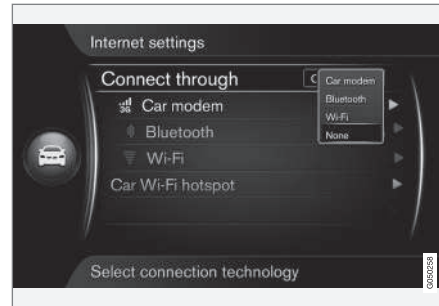 Internet settings
Connect through
Car modem
Bluetooth
Wi-Fi
None
3G Car modem
Bluetooth
Wi-Fi
Car Wi-Fi hotspot
Select connection technology
G050258